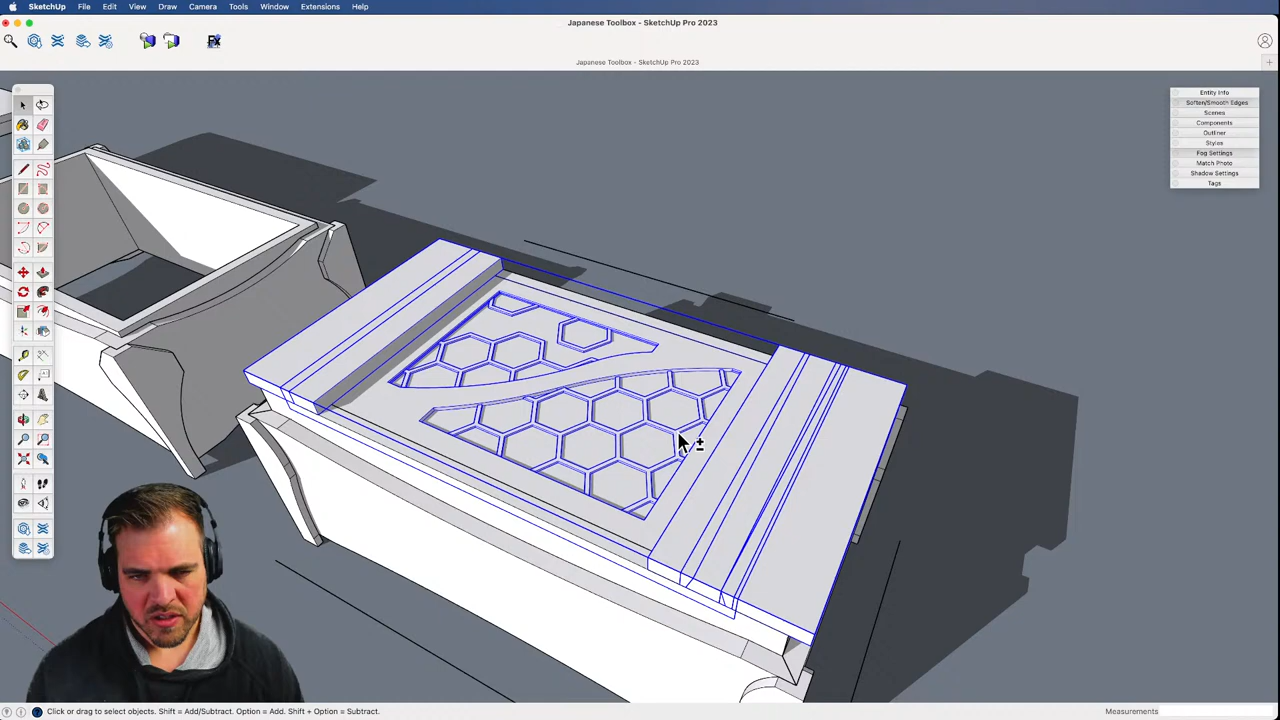 SketchUp File Edit View Draw Camera Tools Window Extensions Help
Japanese Toolbox - SketchUp Pro 2023
Japanese Toolbox - SketchUp Pro 2023
Entity Info
Soften/Smooth Edges
Scenes
Components
Outliner
Styles
Fog Settings
Match Photo
Shadow Settings
Tags
Click or drag to select objects. Shift = Add/Subtract. Option = Add. Shift + Option = Subtract.
Measurements